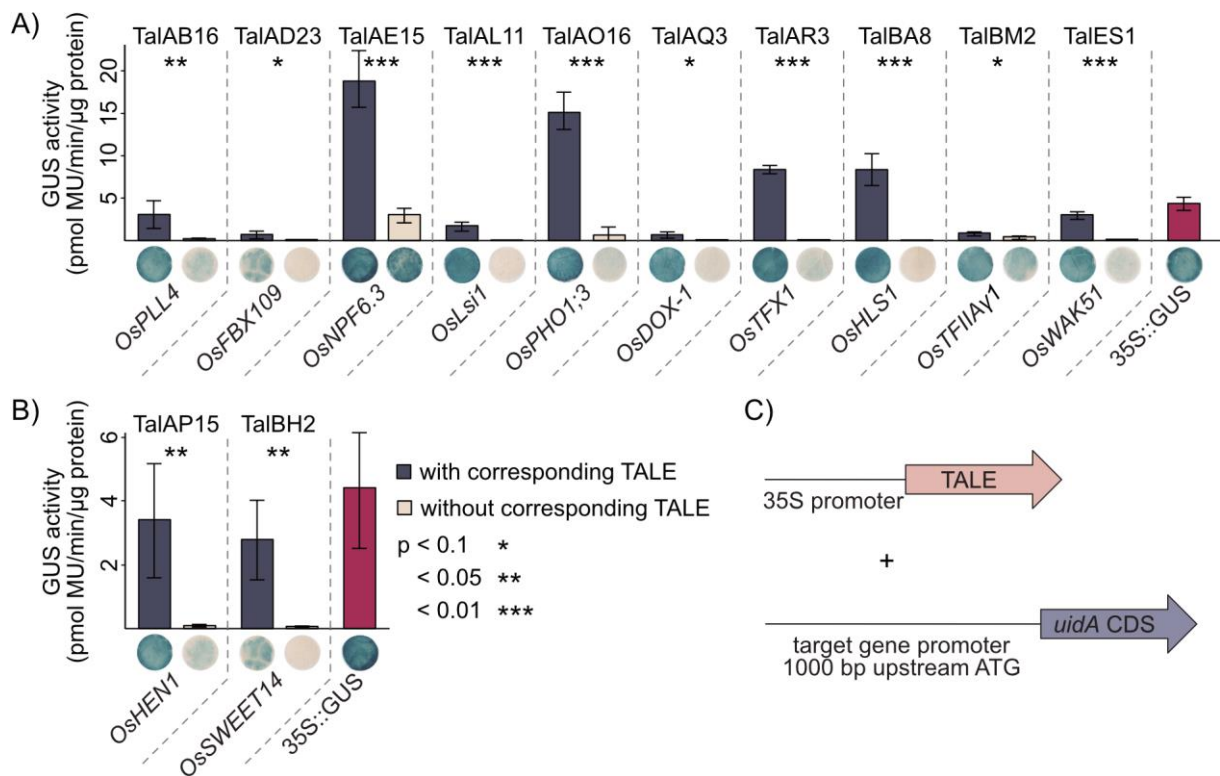 A)
TalAB16 TalAD23 TalAE15 TalAL11 TalAO16 TalAQ3 TalAR3 TalBA8 TalBM2 TalES1
** * *** *** *** * *** *** * ***
GUS activity
(pmol MU/min/µg protein)
20
15
10
5
OsPLL4 OsFBX109 OsNPF6.3 OsLsi1 OsPHO1;3 OsDOX-1 OsTFX1 OsHLS1 OsTFIIAγ1 OsWAK51 35S::GUS
B)
TalAP15 TalBH2
** **
GUS activity
(pmol MU/min/µg protein)
6
4
2
OsHEN1 OsSWEET14 35S::GUS
with corresponding TALE
without corresponding TALE
p < 0.1 *
< 0.05 **
< 0.01 ***
C)
TALE
35S promoter
+
uidA CDS
target gene promoter
1000 bp upstream ATG